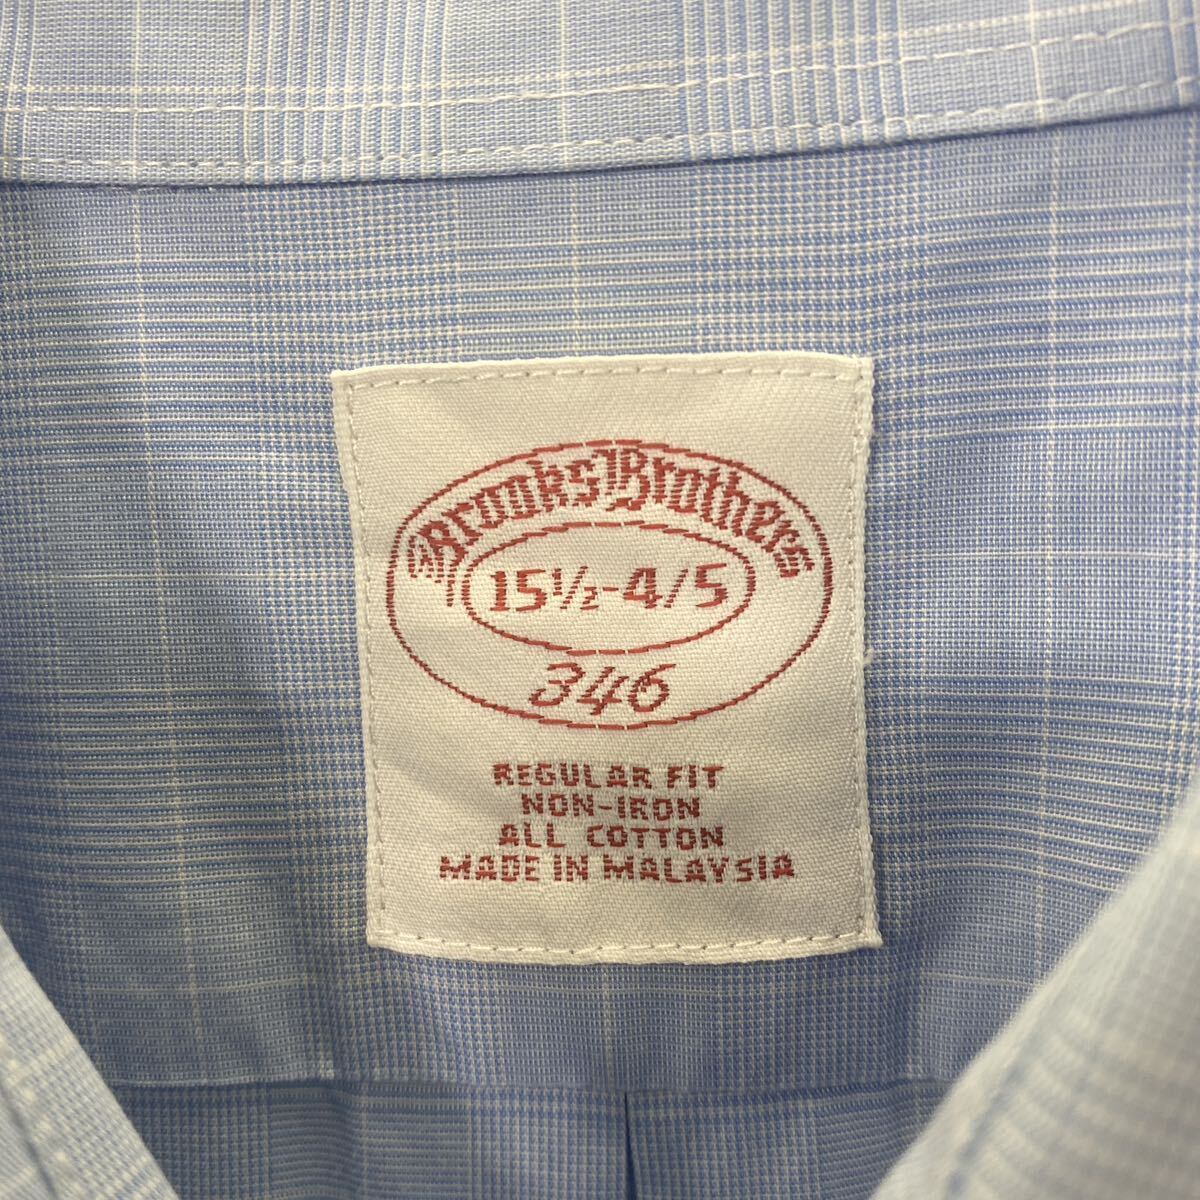 Brooks Brothers
15½-4/5
346
REGULAR FIT
NON-IRON
ALL COTTON
MADE IN MALAYSIA